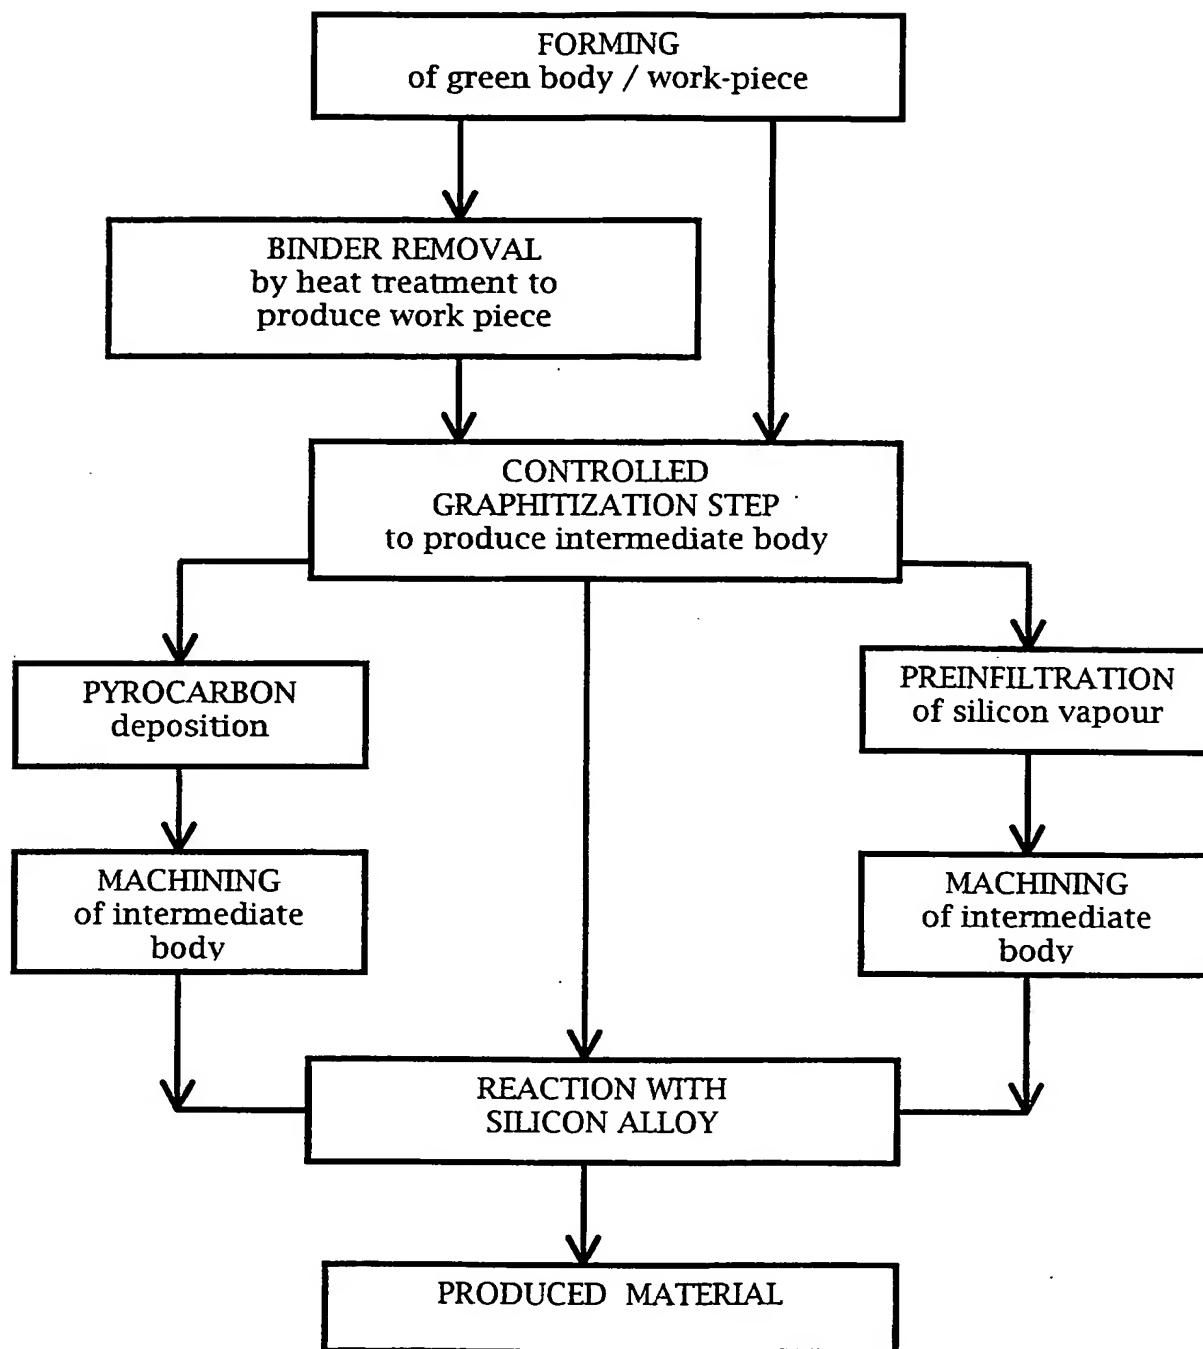 FORMING
of green body / work-piece
BINDER REMOVAL
by heat treatment to
produce work piece
CONTROLLED
GRAPHITIZATION STEP
to produce intermediate body
PYROCARBON
deposition
PREINFILTRATION
of silicon vapour
MACHINING
of intermediate
body
MACHINING
of intermediate
body
REACTION WITH
SILICON ALLOY
PRODUCED MATERIAL